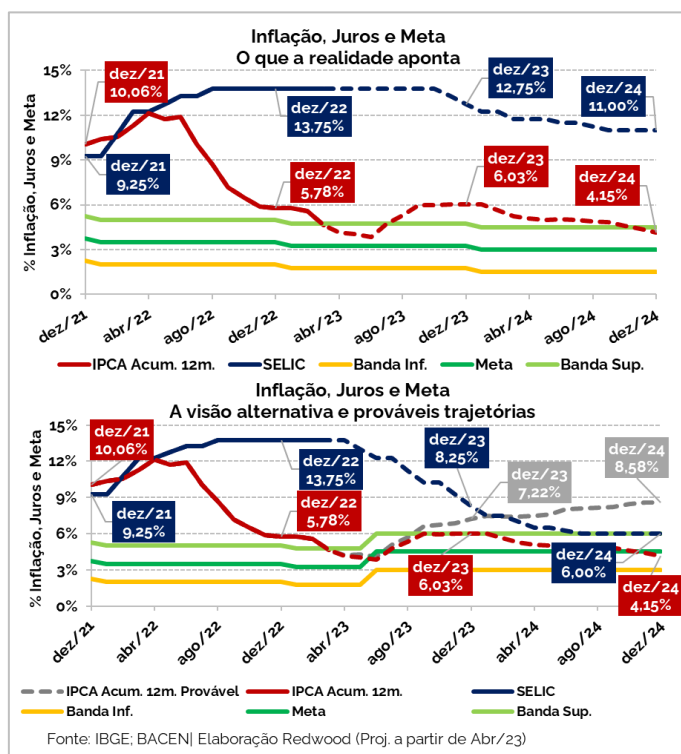 Inflação, Juros e Meta
O que a realidade aponta
% Inflação, Juros e Meta
15%
12%
9%
6%
3%
0%
dez/21
10,06%
dez/21
9,25%
dez/22
13,75%
dez/22
5,78%
dez/23
12,75%
dez/23
6,03%
dez/24
11,00%
dez/24
4,15%
dez/21
abr/22
ago/22
dez/22
abr/23
ago/23
dez/23
abr/24
ago/24
dez/24
IPCA Acum. 12m.
SELIC
Banda Inf.
Meta
Banda Sup.
Inflação, Juros e Meta
A visão alternativa e prováveis trajetórias
% Inflação, Juros e Meta
15%
12%
9%
6%
3%
0%
dez/21
10,06%
dez/21
9,25%
dez/22
13,75%
dez/22
5,78%
dez/23
8,25%
dez/23
7,22%
dez/24
8,58%
dez/23
6,03%
dez/24
6,00%
dez/24
4,15%
dez/21
abr/22
ago/22
dez/22
abr/23
ago/23
dez/23
abr/24
ago/24
dez/24
IPCA Acum. 12m. Provável
IPCA Acum. 12m.
SELIC
Banda Inf.
Meta
Banda Sup.
Fonte: IBGE; BACEN| Elaboração Redwood (Proj. a partir de Abr/23)